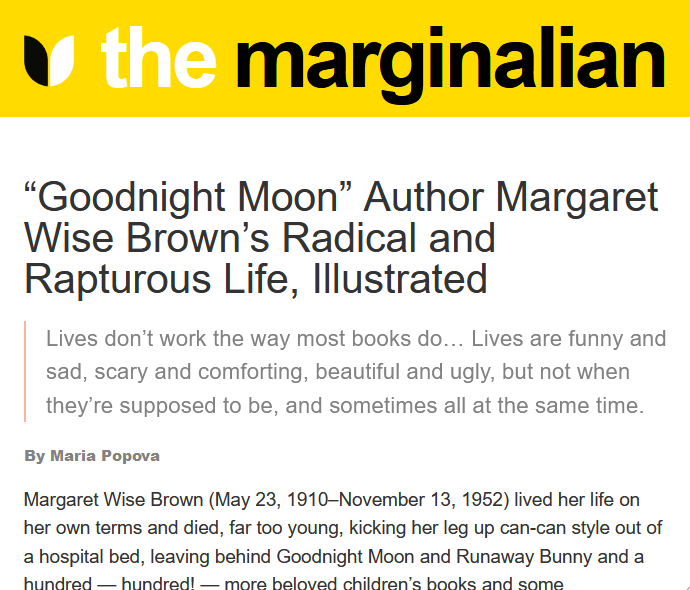 the marginalian
“Goodnight Moon” Author Margaret
Wise Brown’s Radical and
Rapturous Life, Illustrated
Lives don’t work the way most books do… Lives are funny and
sad, scary and comforting, beautiful and ugly, but not when
they’re supposed to be, and sometimes all at the same time.
By Maria Popova
Margaret Wise Brown (May 23, 1910–November 13, 1952) lived her life on
her own terms and died, far too young, kicking her leg up can-can style out of
a hospital bed, leaving behind Goodnight Moon and Runaway Bunny and a
hundred — hundred! — more beloved children’s books and some